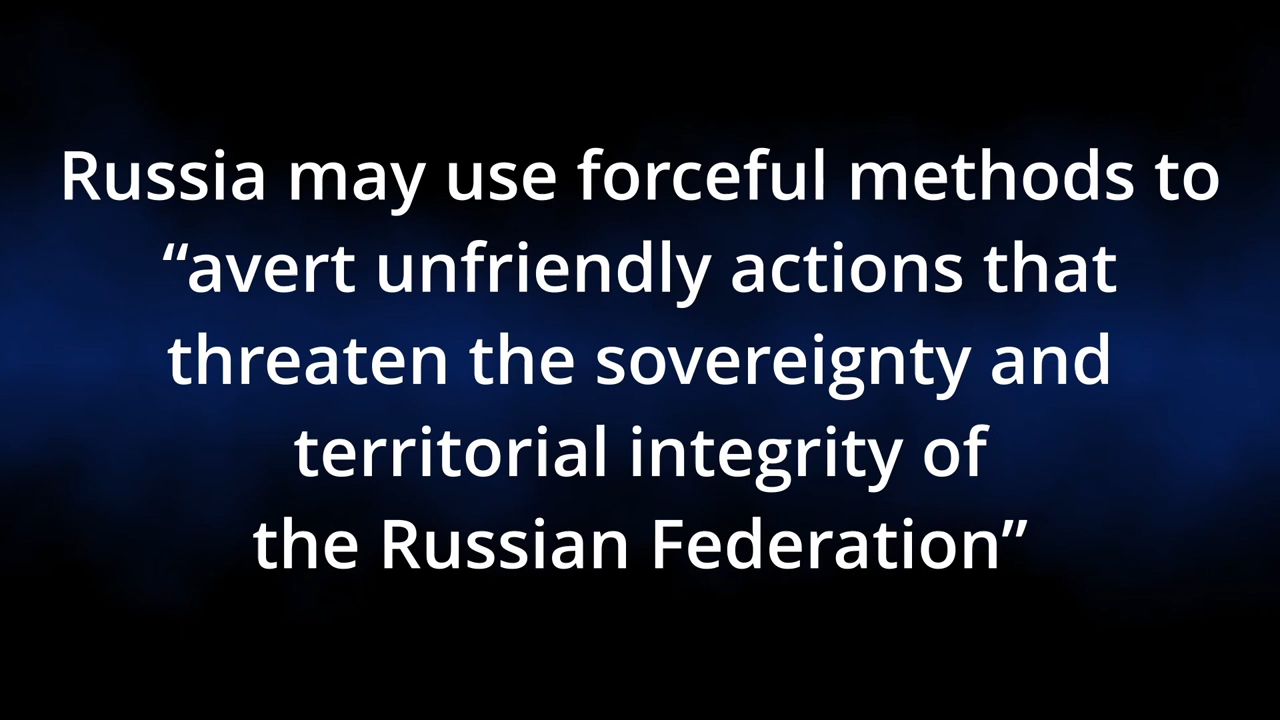 Russia may use forceful methods to
“avert unfriendly actions that
threaten the sovereignty and
territorial integrity of
the Russian Federation”